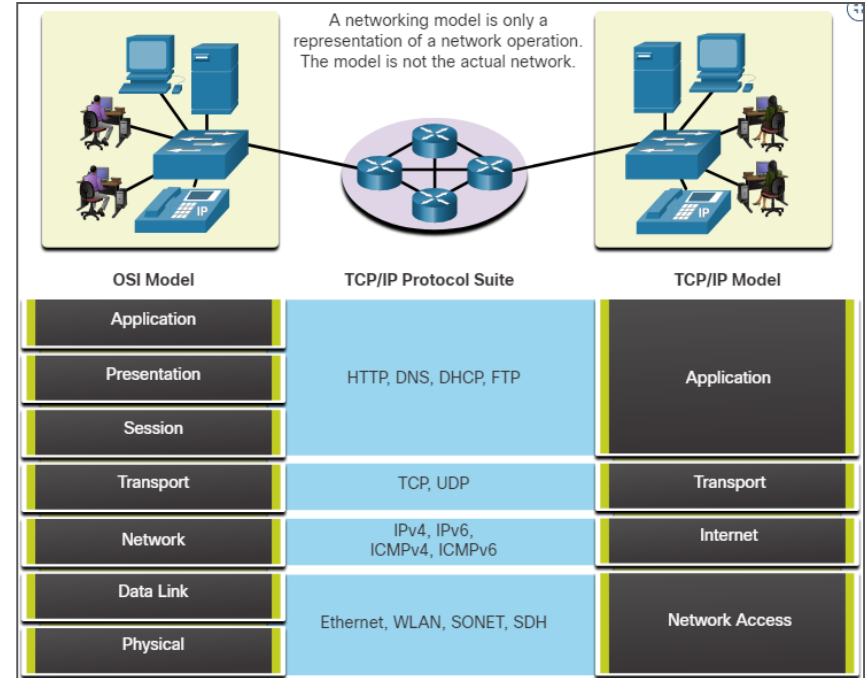 A networking model is only a
representation of a network operation.
The model is not the actual network.
IP
IP
OSI Model
TCP/IP Protocol Suite
TCP/IP Model
Application
Presentation
Session
HTTP, DNS, DHCP, FTP
Application
Transport
TCP, UDP
Transport
Network
IPv4, IPv6,
ICMPv4, ICMPv6
Internet
Data Link
Physical
Ethernet, WLAN, SONET, SDH
Network Access